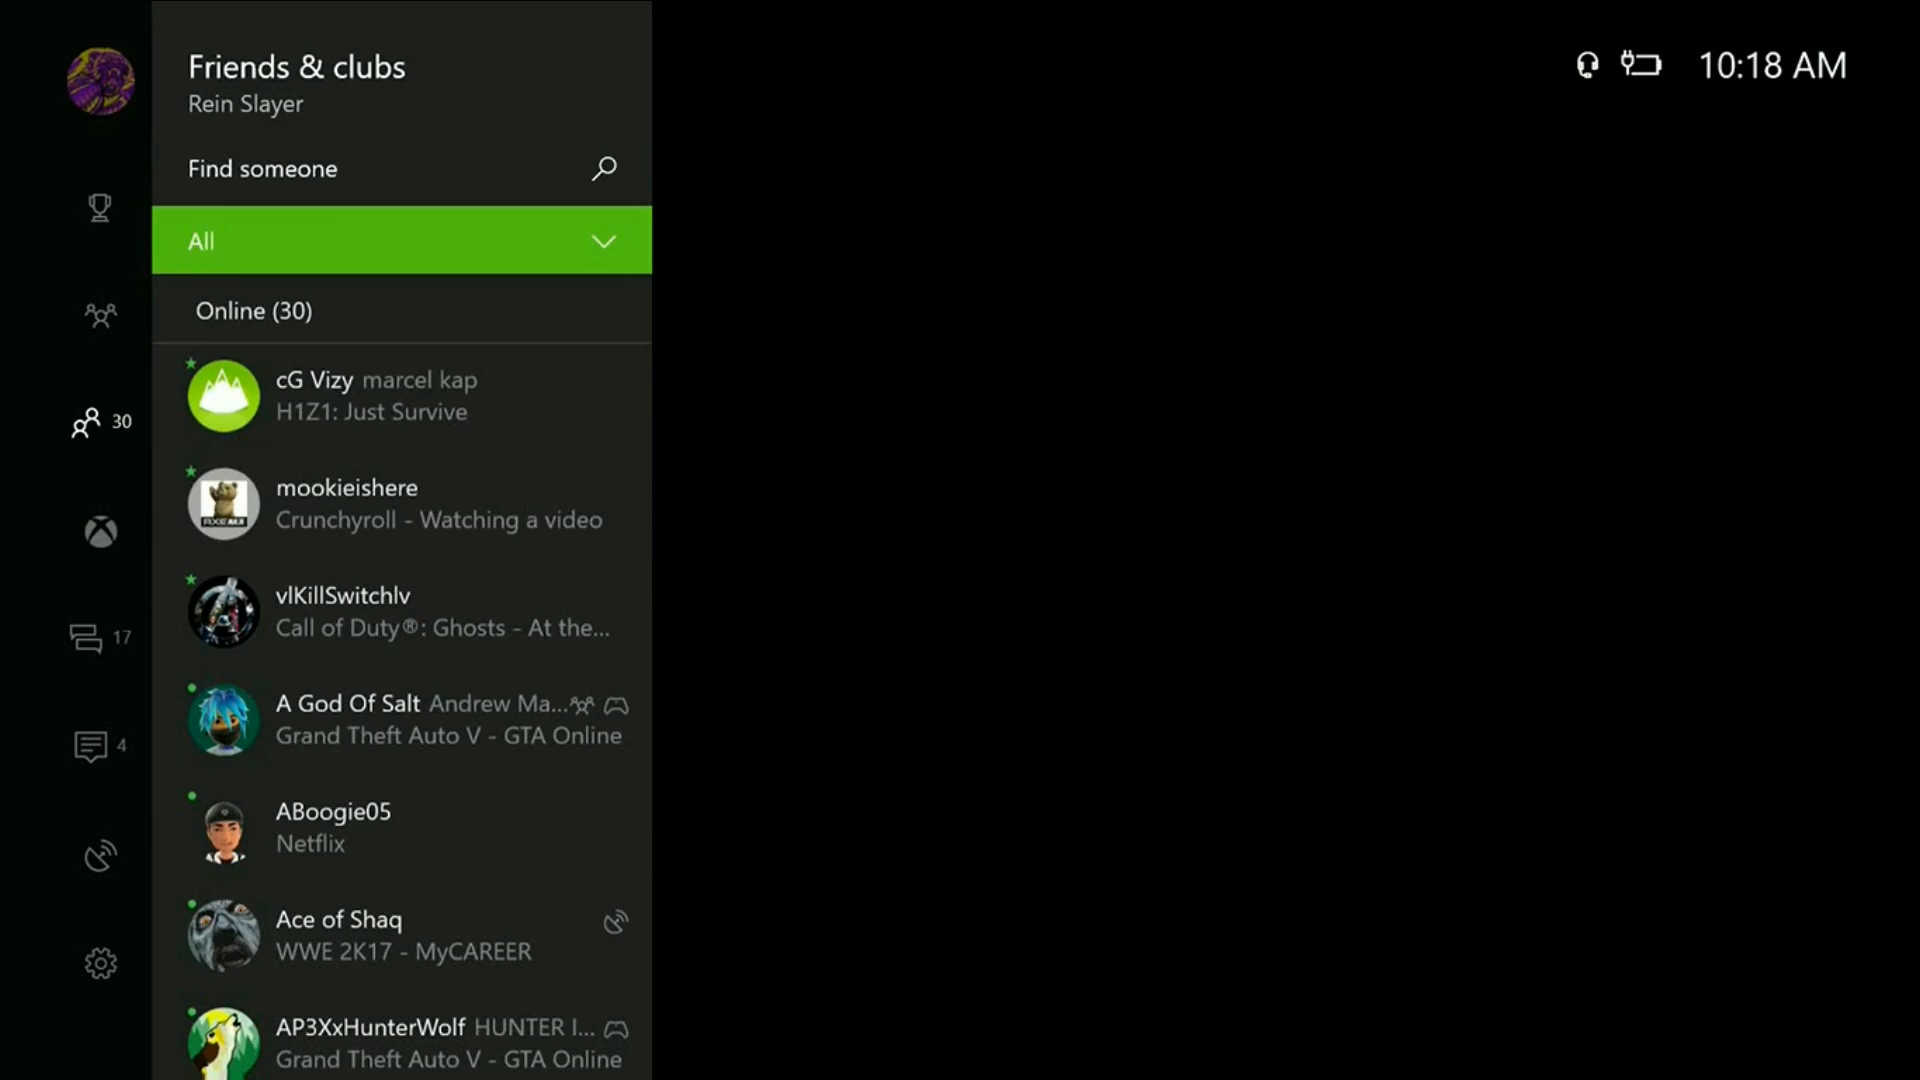 Friends & clubs
Rein Slayer
10:18 AM
Find someone
All
Online (30)
cG Vizy marcel kap
H1Z1: Just Survive
mookieishere
Crunchyroll - Watching a video
30
vlKillSwitchlv
Call of Duty®: Ghosts - At the...
17
A God Of Salt Andrew Ma...
Grand Theft Auto V - GTA Online
4
ABoogie05
Netflix
Ace of Shaq
WWE 2K17 - MyCAREER
AP3XxHunterWolf HUNTER I...
Grand Theft Auto V - GTA Online